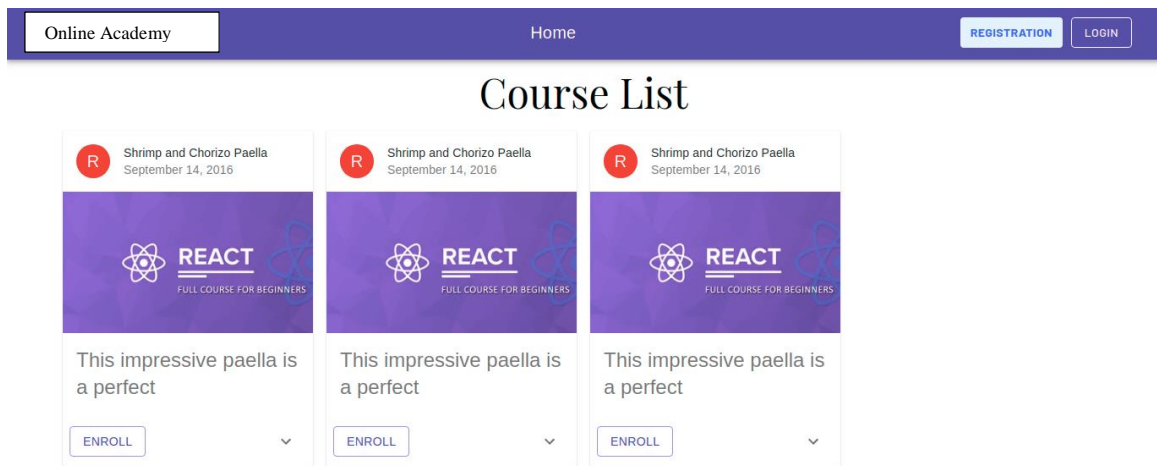 Online Academy
Home
REGISTRATION
LOGIN
Course List
R
Shrimp and Chorizo Paella
September 14, 2016
REACT
FULL COURSE FOR BEGINNERS
This impressive paella is
a perfect
ENROLL
R
Shrimp and Chorizo Paella
September 14, 2016
REACT
FULL COURSE FOR BEGINNERS
This impressive paella is
a perfect
ENROLL
R
Shrimp and Chorizo Paella
September 14, 2016
REACT
FULL COURSE FOR BEGINNERS
This impressive paella is
a perfect
ENROLL